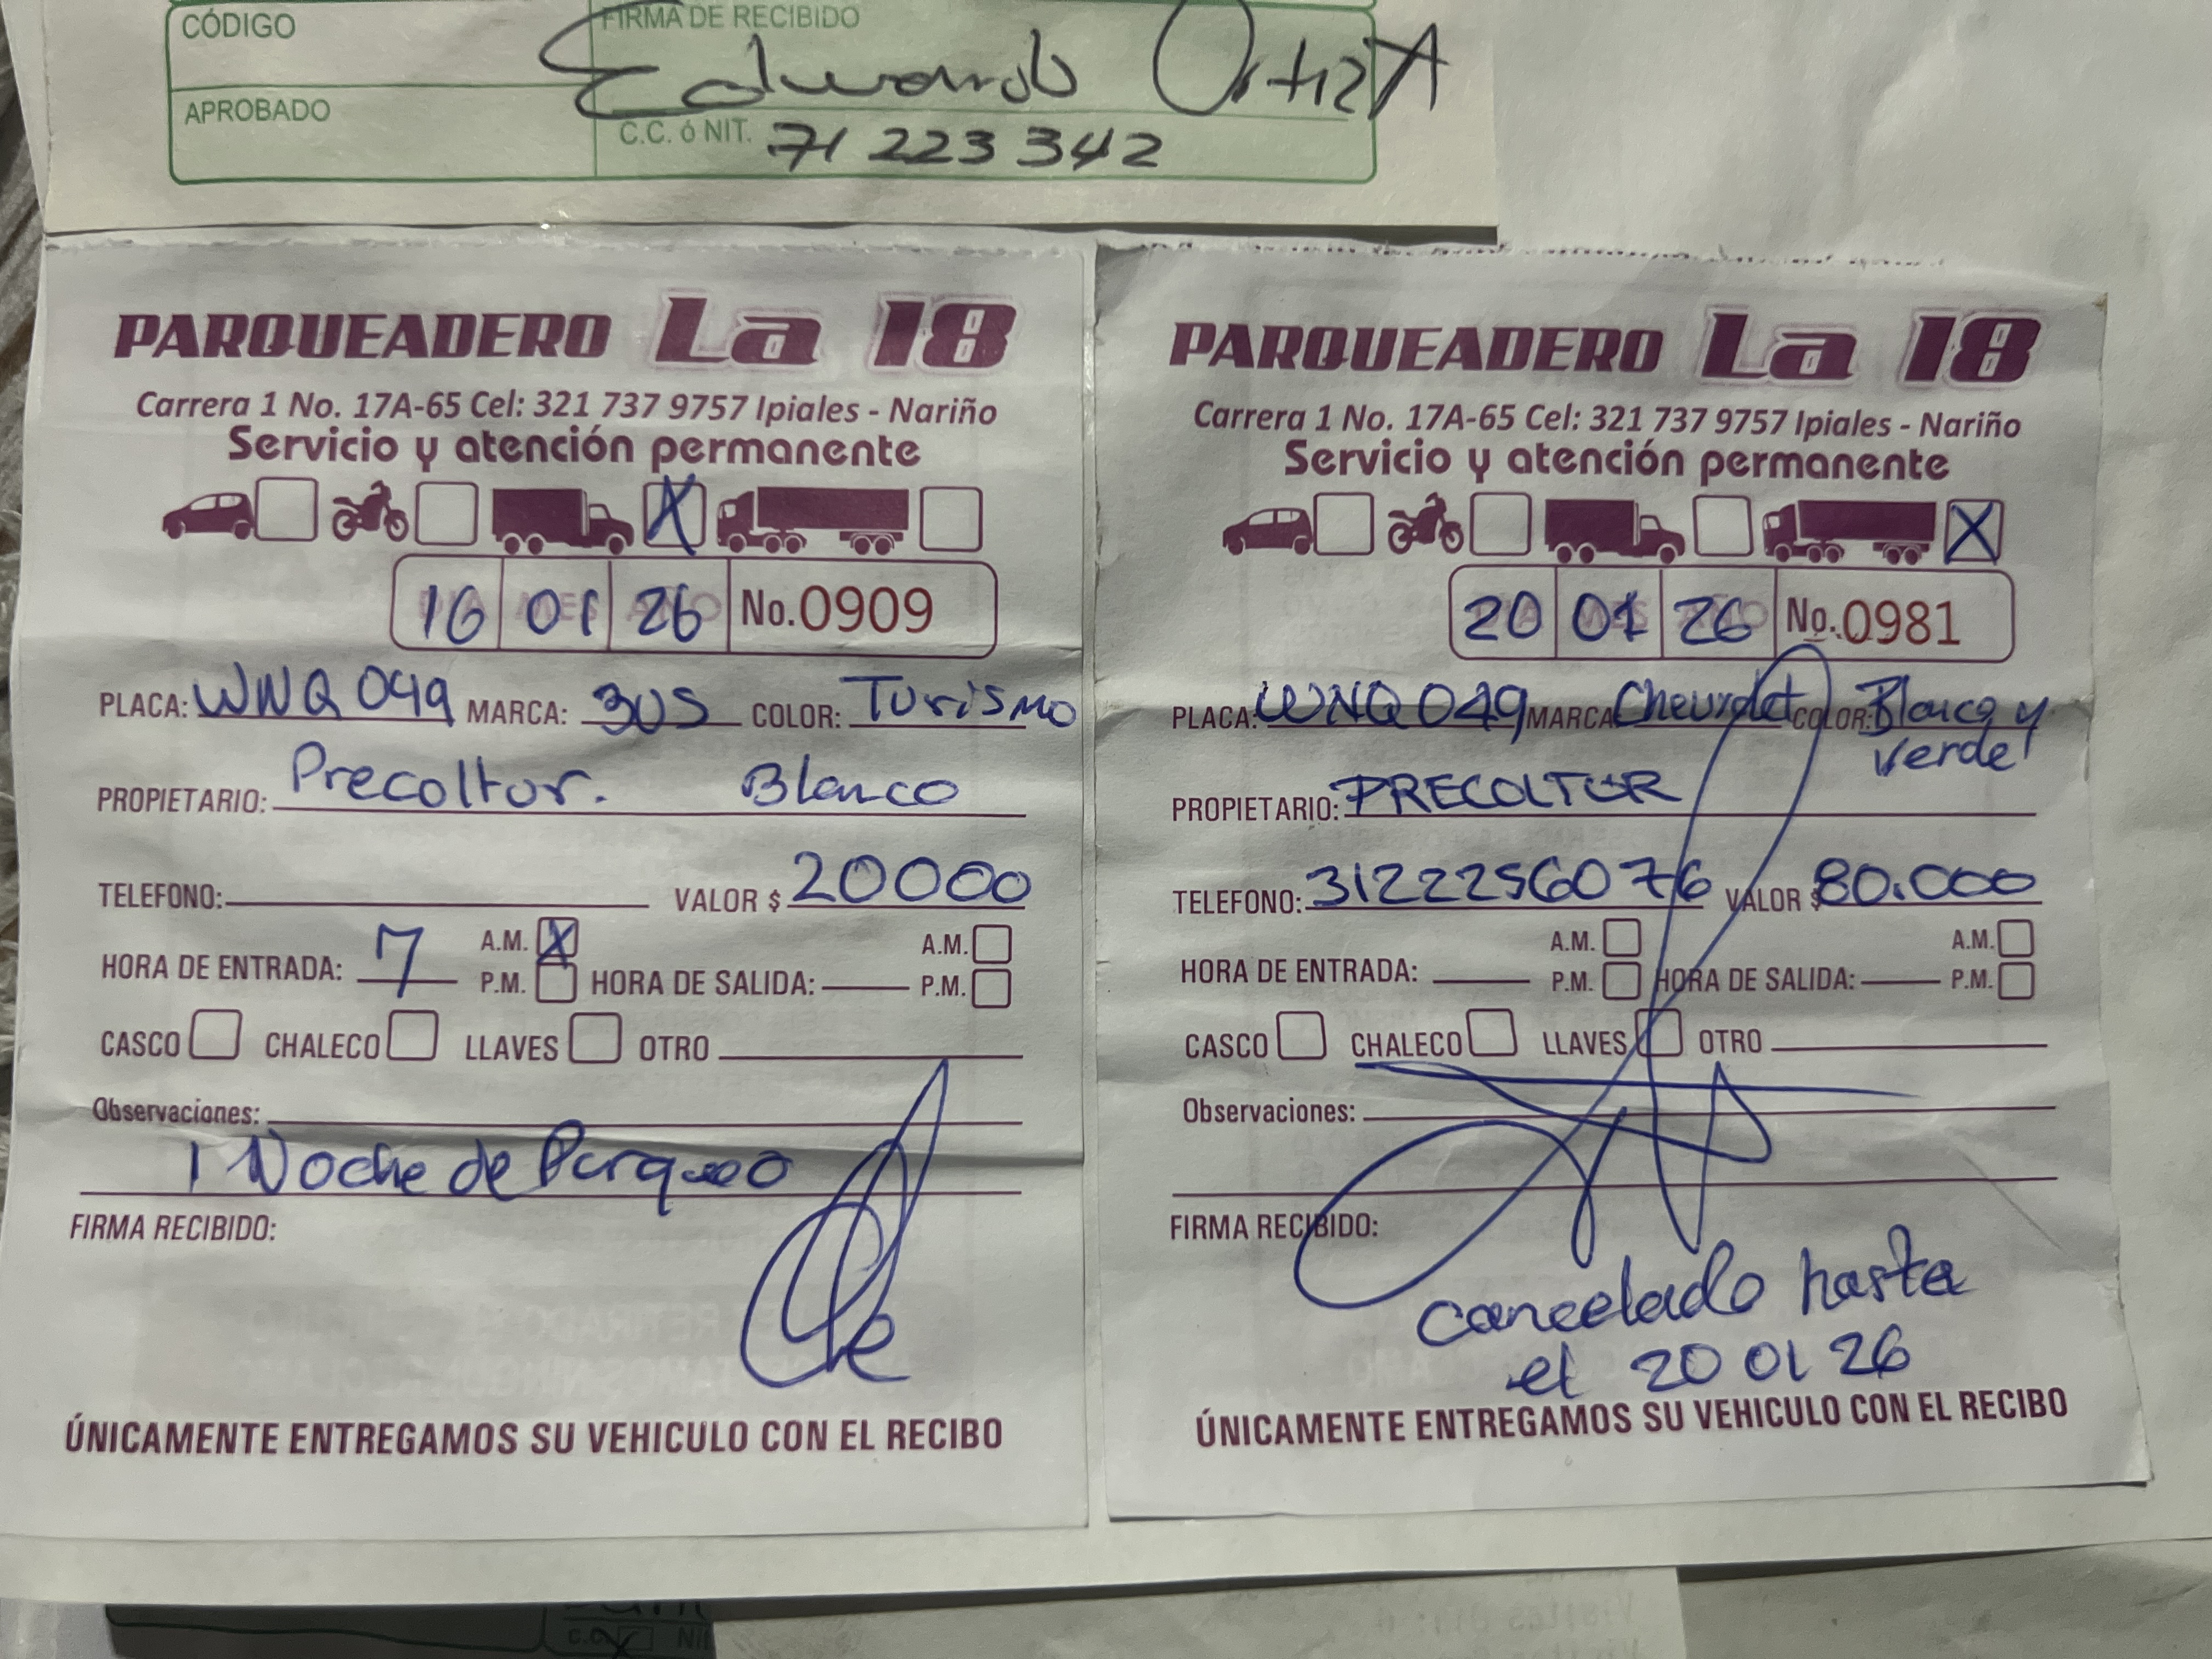 CÓDIGO
FIRMA DE RECIBIDO
Eduardo Ortiz A
APROBADO
C.C. ó NIT. 71 223 342
PARQUEADERO La 18
Carrera 1 No. 17A-65 Cel: 321 737 9757 Ipiales - Nariño
Servicio y atención permanente
X
16 01 26 No. 0909
PLACA: WNQ 049 MARCA: BUS COLOR: Turismo
PROPIETARIO: Precoltur. Blanco
TELEFONO: VALOR $ 20000
HORA DE ENTRADA: 7 A.M. X P.M. HORA DE SALIDA: A.M. P.M.
CASCO CHALECO LLAVES OTRO
Observaciones:
1 Noche de Parqueo
FIRMA RECIBIDO:
ÚNICAMENTE ENTREGAMOS SU VEHICULO CON EL RECIBO
PARQUEADERO La 18
Carrera 1 No. 17A-65 Cel: 321 737 9757 Ipiales - Nariño
Servicio y atención permanente
X
20 01 26 No. 0981
PLACA: WNQ 049 MARCA Chevrolet COLOR: Blanco y
verde
PROPIETARIO: PRECOLTUR
TELEFONO: 3122256076 VALOR $ 80.000
HORA DE ENTRADA: A.M. P.M. HORA DE SALIDA: A.M. P.M.
CASCO CHALECO LLAVES OTRO
Observaciones:
FIRMA RECIBIDO:
cancelado hasta
el 20 01 26
ÚNICAMENTE ENTREGAMOS SU VEHICULO CON EL RECIBO